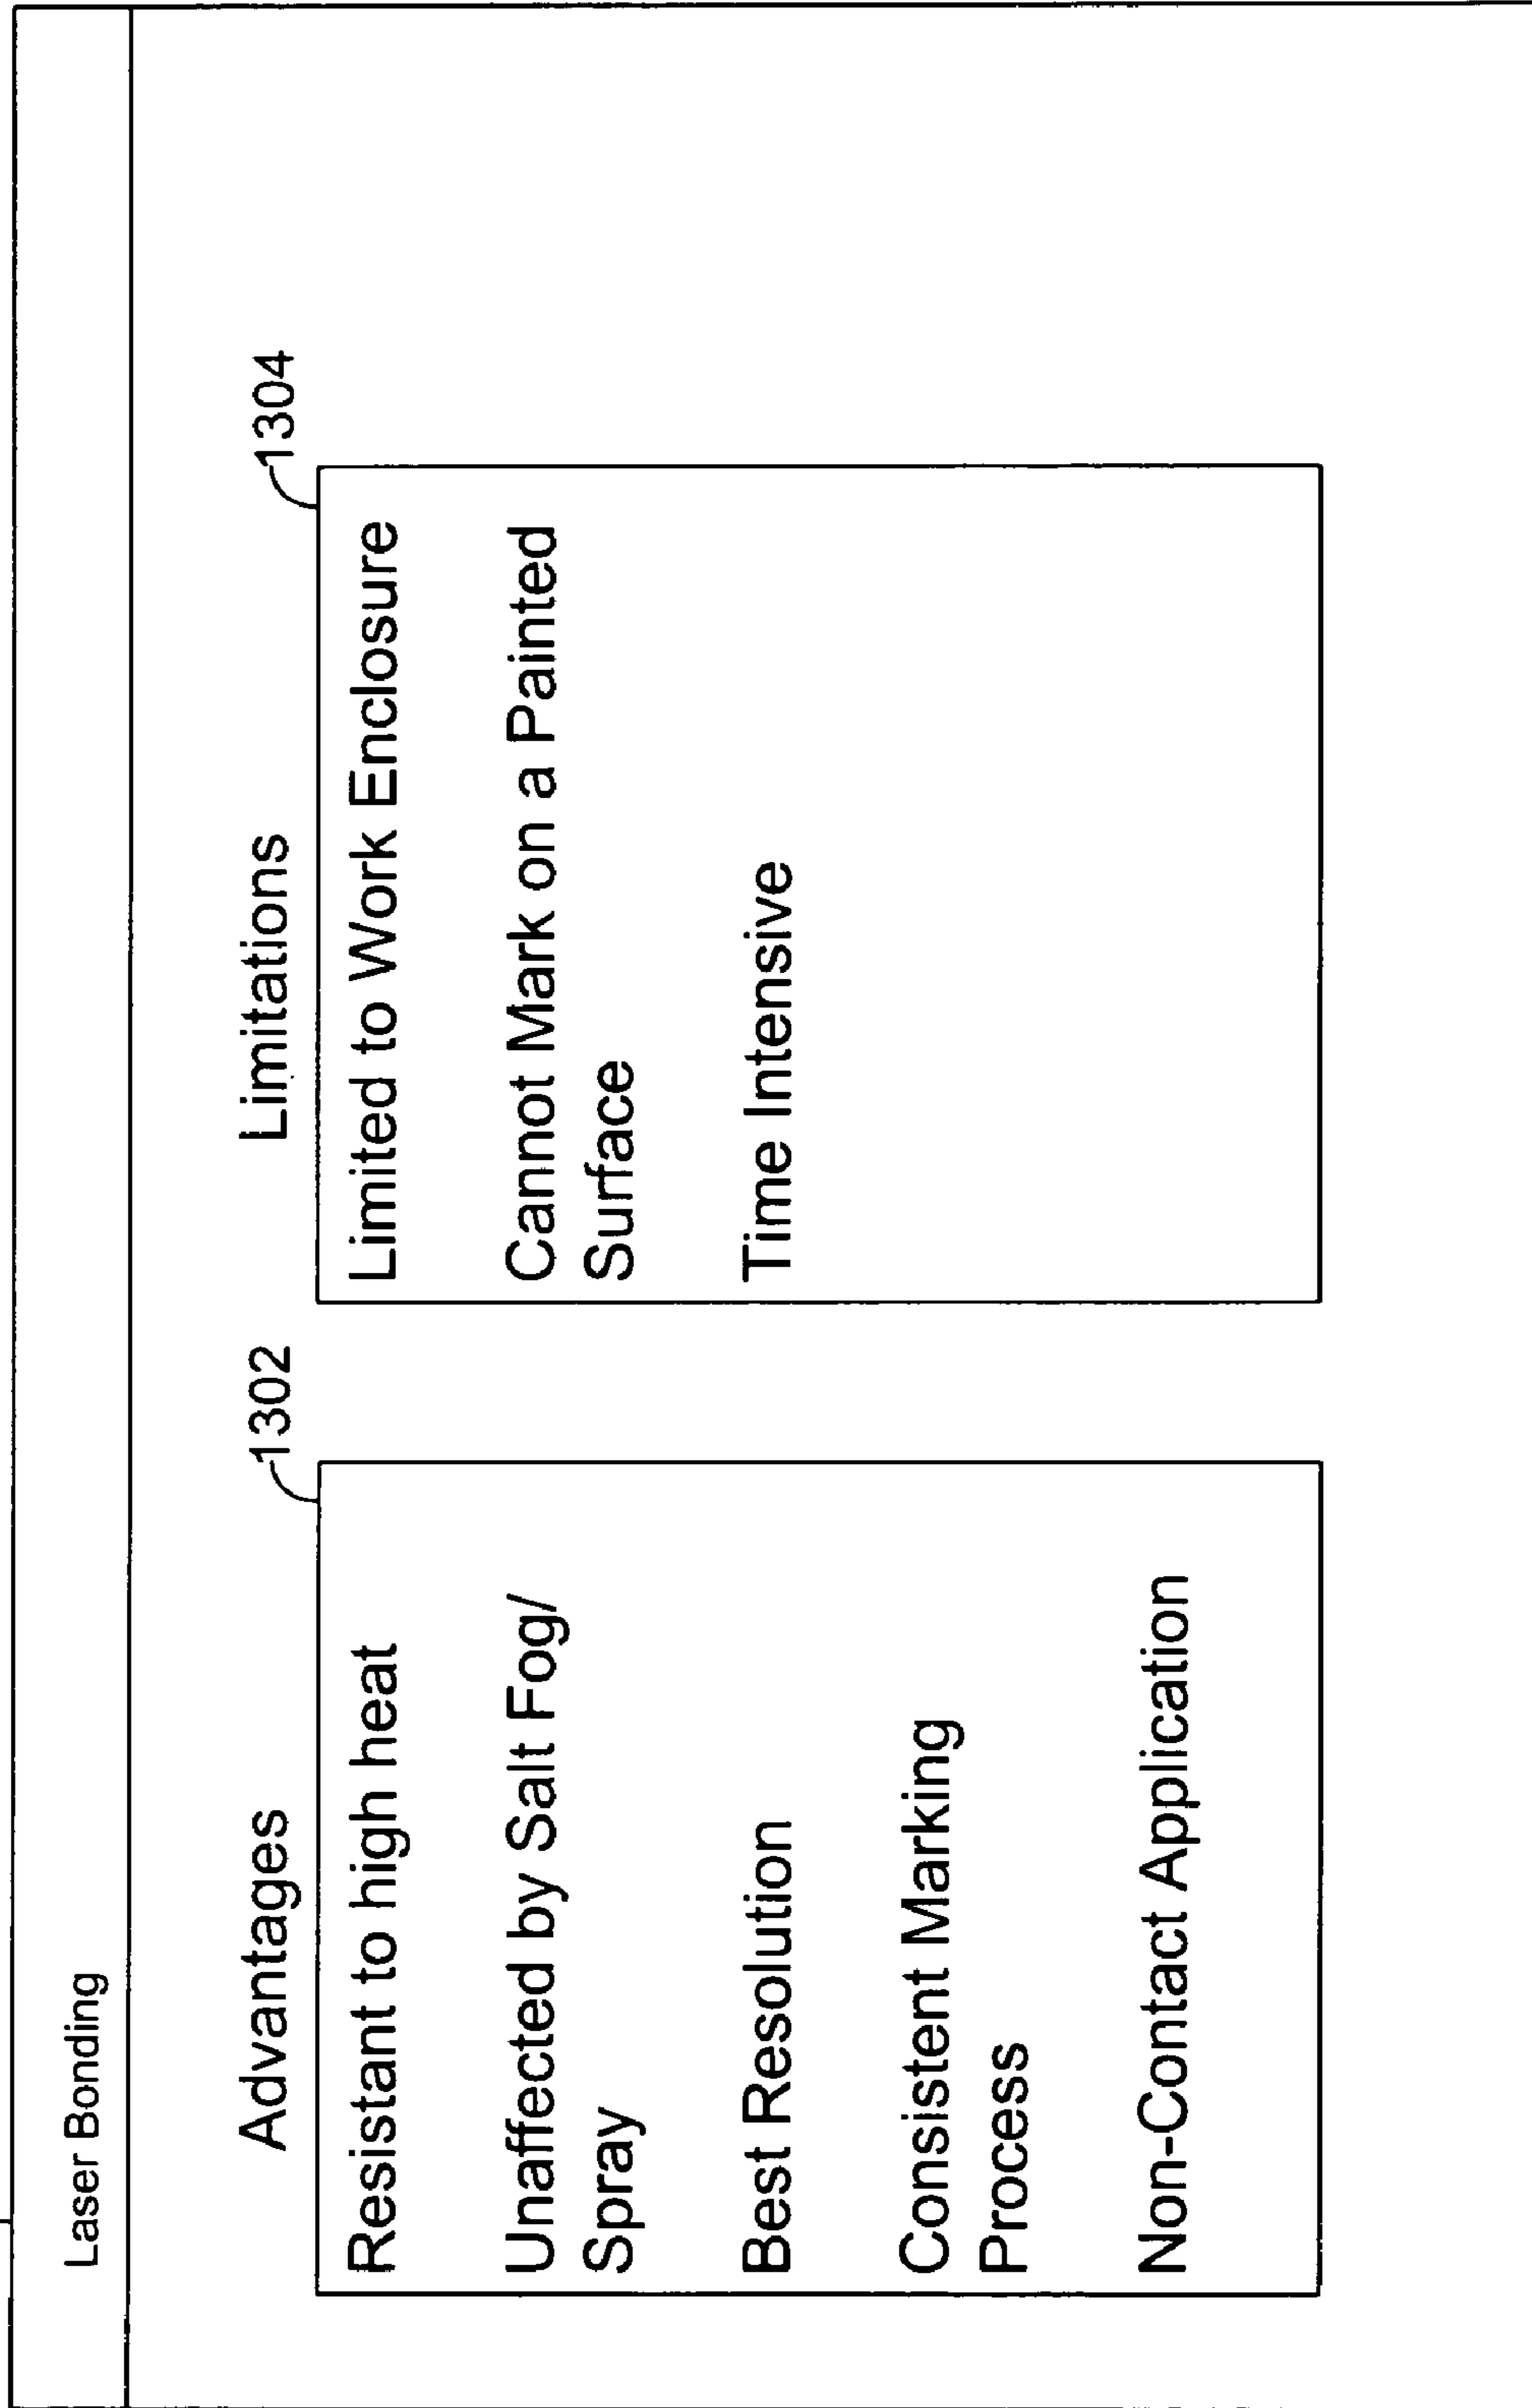 Laser Bonding
Advantages
1302
Resistant to high heat
Unaffected by Salt Fog/
Spray
Best Resolution
Consistent Marking
Process
Non-Contact Application
Limitations
1304
Limited to Work Enclosure
Cannot Mark on a Painted
Surface
Time Intensive